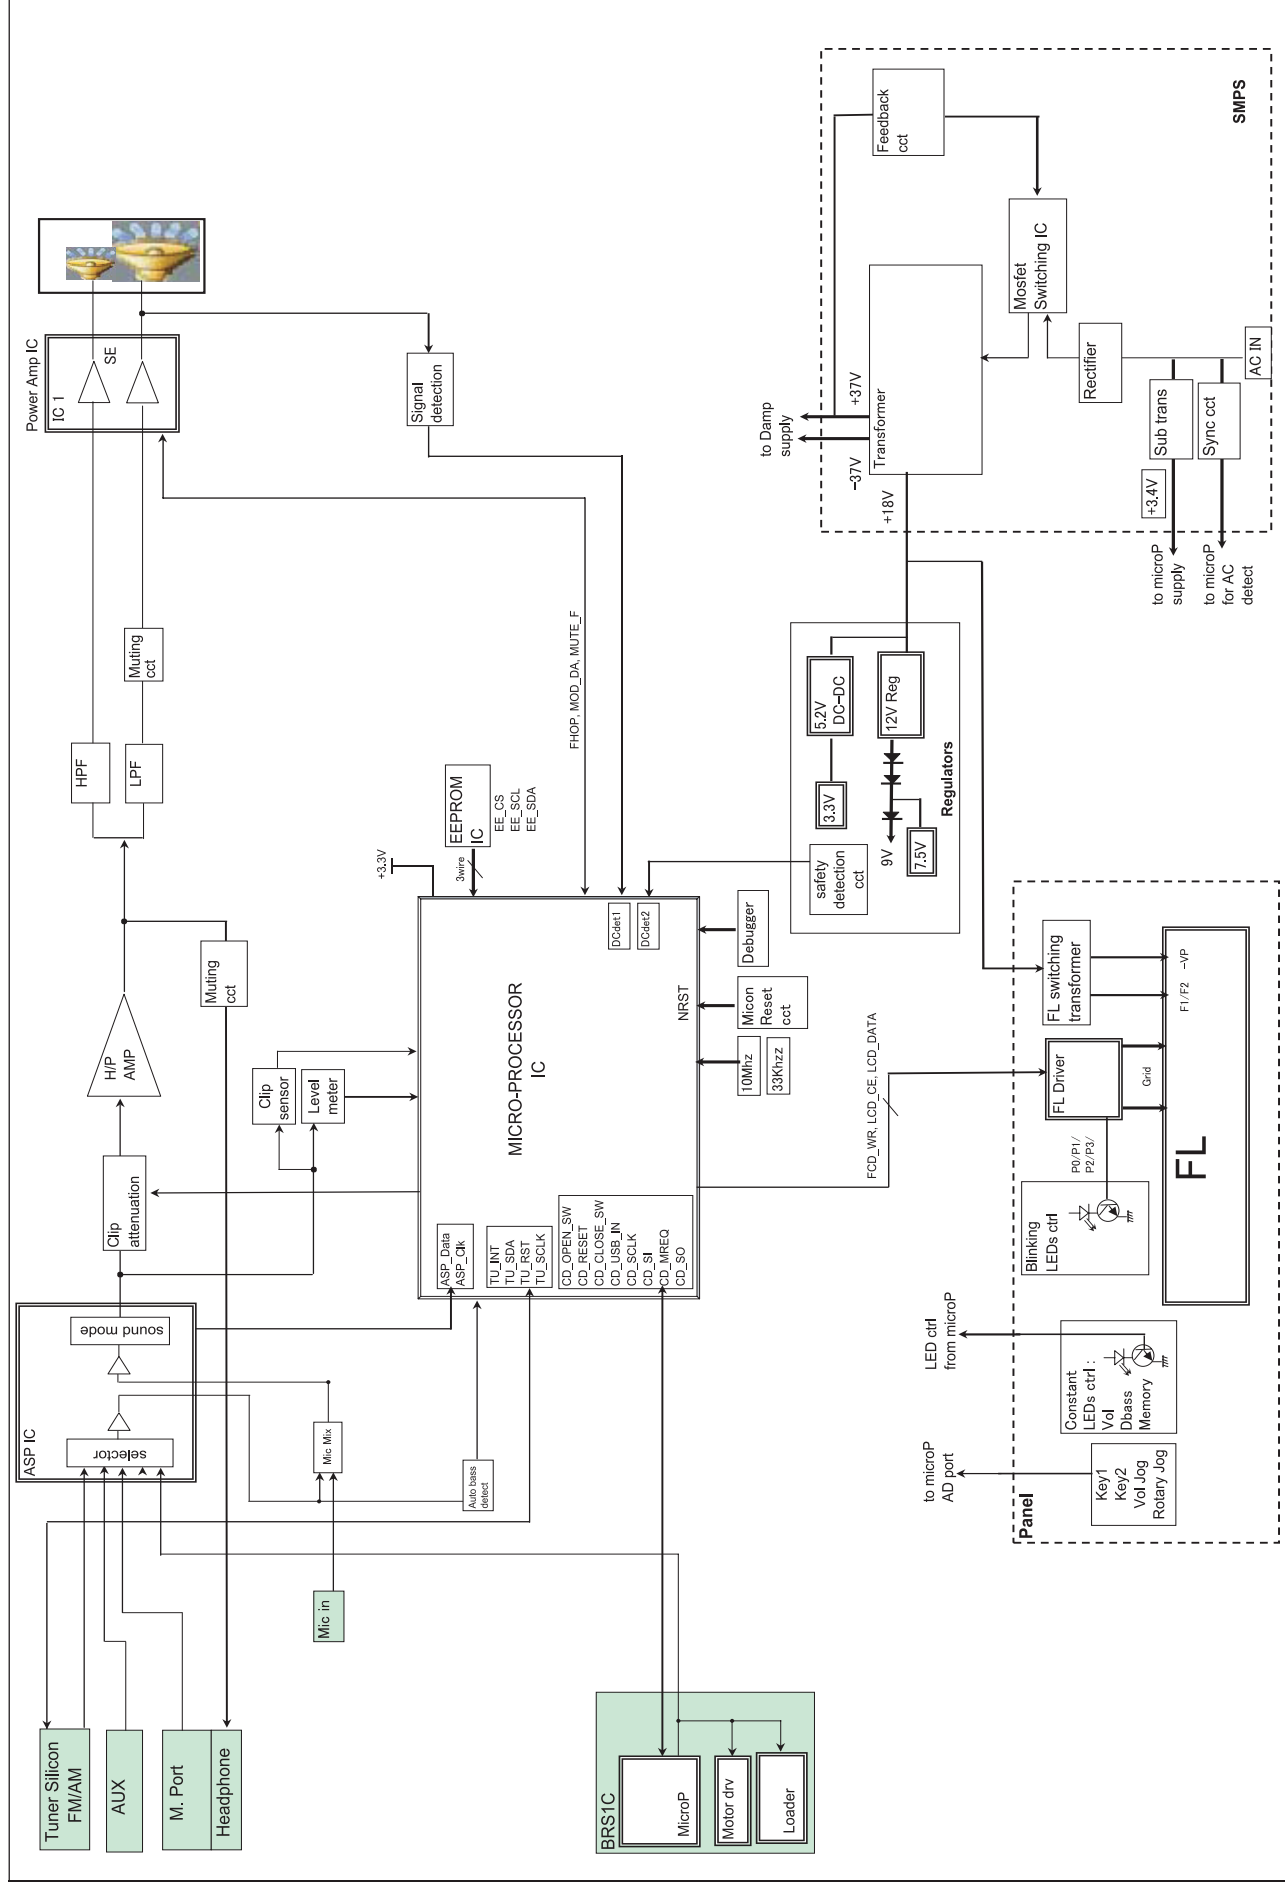 Tuner Silicon
FM/AM
AUX
M. Port
Headphone
Mic in
BRS1C
MicroP
Motor drv
Loader
ASP IC
selector
sound mode
Mic Mix
Auto bass
detect
Clip
attenuation
H/P
AMP
Muting
cct
Clip
sensor
Level
meter
HPF
LPF
Muting
cct
Power Amp IC
IC 1
SE
Signal
detection
FHOP, MOD_DA, MUTE_F
MICRO-PROCESSOR
IC
ASP_Data
ASP_Clk
TU_INT
TU_SDA
TU_RST
TU_SCLK
CD_OPEN_SW
CD_RESET
CD_CLOSE_SW
CD_USB_IN
CD_SCLK
CD_SI
CD_MREQ
CD_SO
DCdet1
DCdet2
NRST
+3.3V
3wire
EEPROM
IC
EE_CS
EE_SCL
EE_SDA
10Mhz
33Khzz
Micon
Reset
cct
Debugger
FCD_WR, LCD_CE, LCD_DATA
safety
detection
cct
3.3V
5.2V
DC-DC
12V Reg
9V
7.5V
Regulators
SMPS
Feedback
cct
Mosfet
Switching IC
Transformer
+37V
-37V
+18V
to Damp
supply
Rectifier
Sub trans
Sync cct
AC IN
+3.4V
to microP
supply
to microP
for AC
detect
Panel
Key1
Key2
Vol Jog
Rotary Jog
to microP
AD port
Constant
LEDs ctrl :
Vol
Dbass
Memory
LED ctrl
from microP
Blinking
LEDs ctrl
P0/P1/
P2/P3/
FL Driver
FL switching
transformer
Grid
F1/F2
-VP
FL